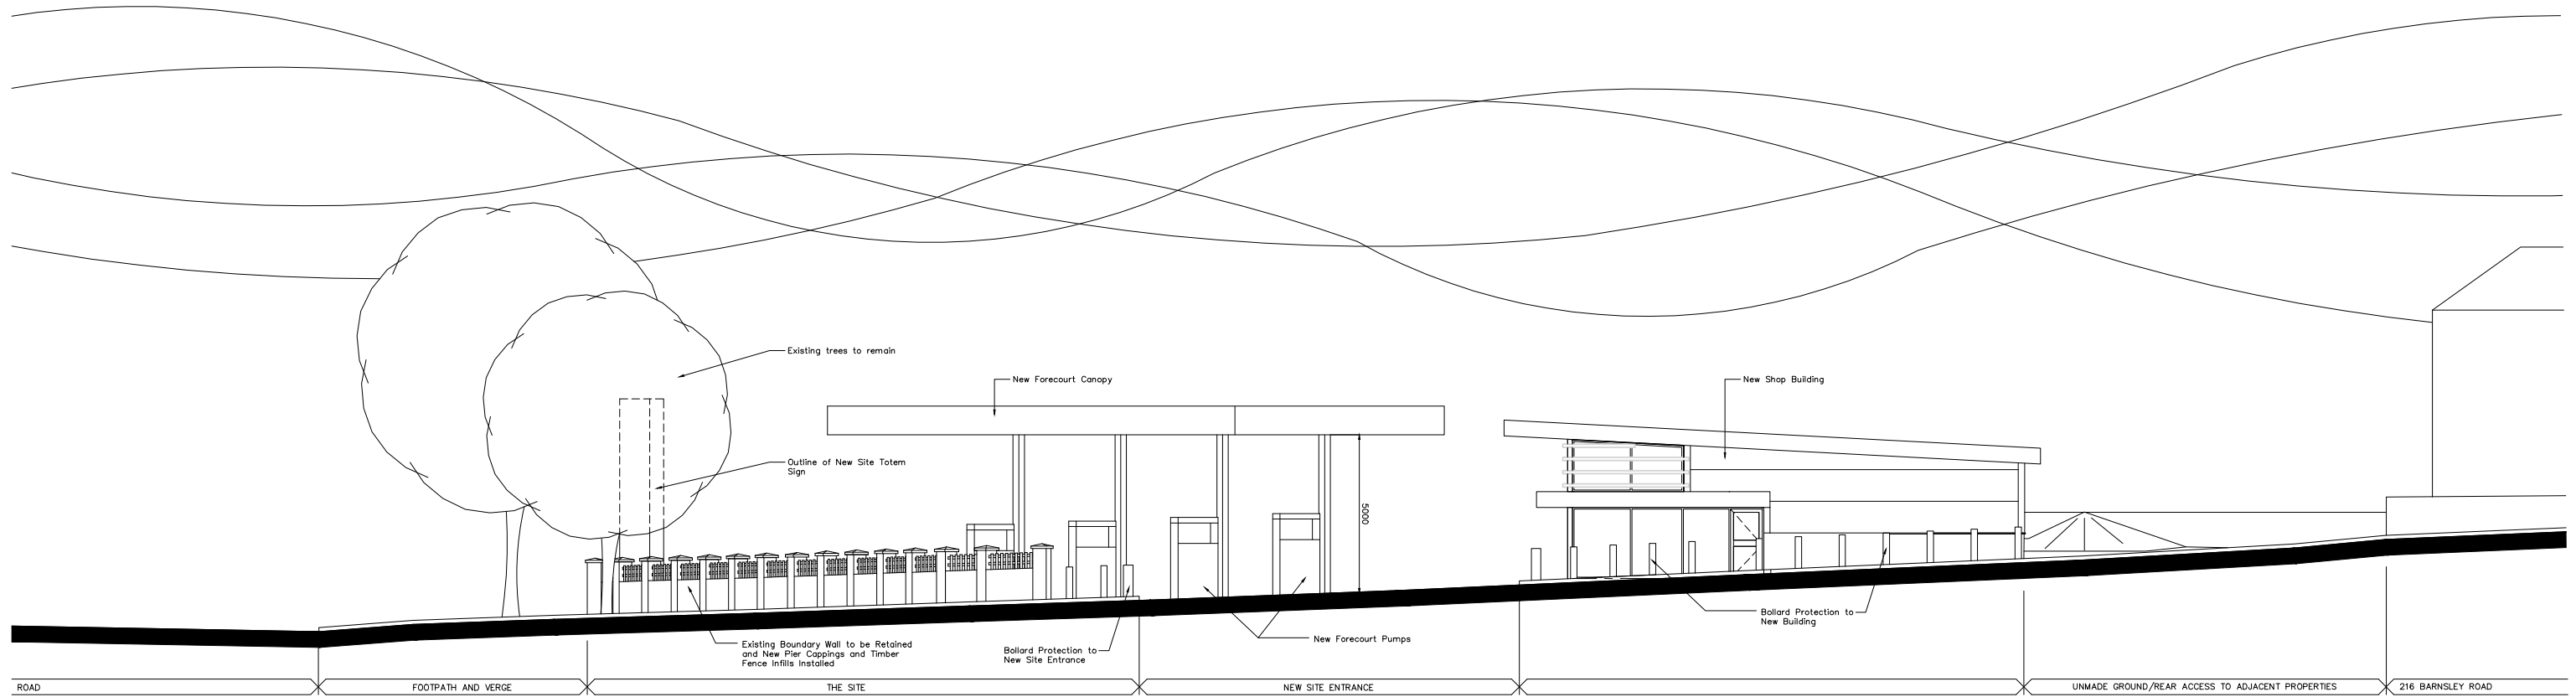 Existing trees to remain
New Forecourt Canopy
New Shop Building
Outline of New Site Totem
Sign
5000
Existing Boundary Wall to be Retained
and New Pier Cappings and Timber
Fence Infills Installed
Bollard Protection to
New Site Entrance
New Forecourt Pumps
Bollard Protection to
New Building
ROAD
FOOTPATH AND VERGE
THE SITE
NEW SITE ENTRANCE
UNMADE GROUND/REAR ACCESS TO ADJACENT PROPERTIES
216 BARNSLEY ROAD